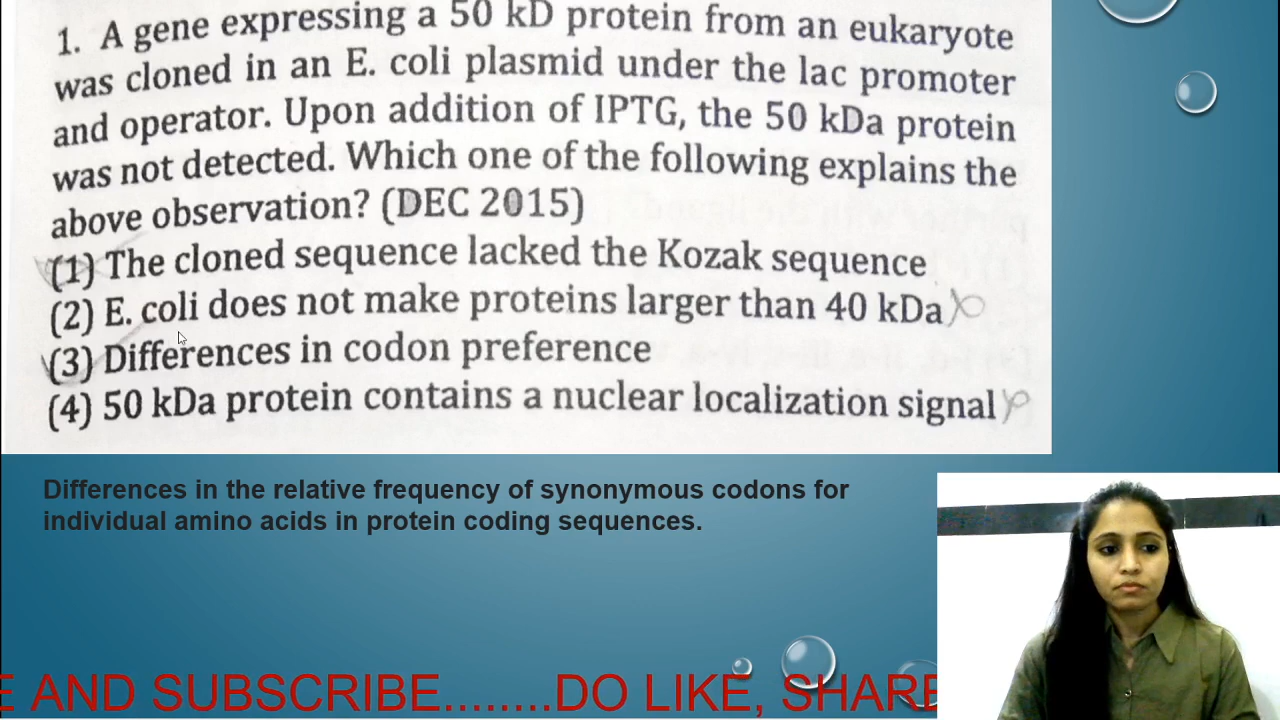 1. A gene expressing a 50 kD protein from an eukaryote
was cloned in an E. coli plasmid under the lac promoter
and operator. Upon addition of IPTG, the 50 kDa protein
was not detected. Which one of the following explains the
above observation? (DEC 2015)
(1) The cloned sequence lacked the Kozak sequence
(2) E. coli does not make proteins larger than 40 kDa
(3) Differences in codon preference
(4) 50 kDa protein contains a nuclear localization signal
Differences in the relative frequency of synonymous codons for
individual amino acids in protein coding sequences.
E AND SUBSCRIBE........DO LIKE, SHARE